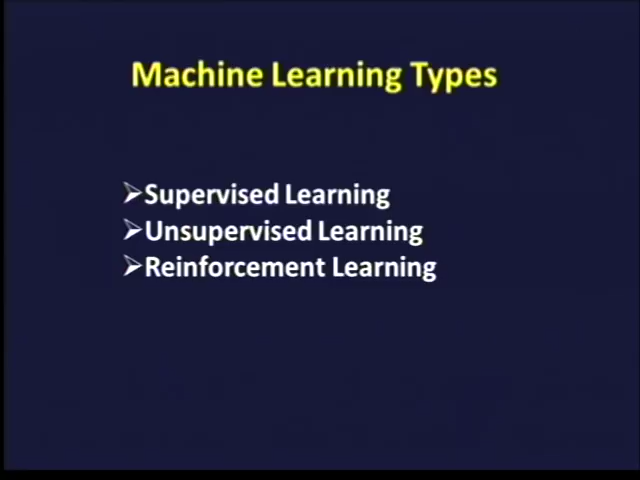 Machine Learning Types
➢Supervised Learning
➢Unsupervised Learning
➢Reinforcement Learning